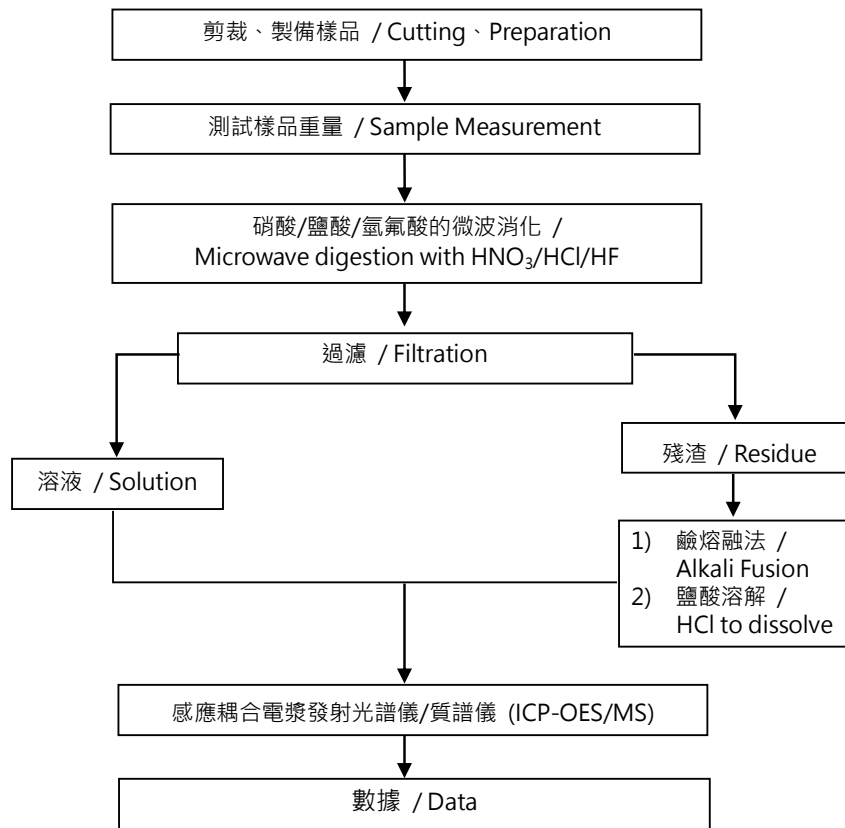 剪裁、製備樣品 / Cutting、Preparation
測試樣品重量 / Sample Measurement
硝酸/鹽酸/氫氟酸的微波消化 /
Microwave digestion with HNO₃/HCl/HF
過濾 / Filtration
溶液 / Solution
殘渣 / Residue
1) 鹼熔融法 /
Alkali Fusion
2) 鹽酸溶解 /
HCl to dissolve
感應耦合電漿發射光譜儀/質譜儀 (ICP-OES/MS)
數據 / Data